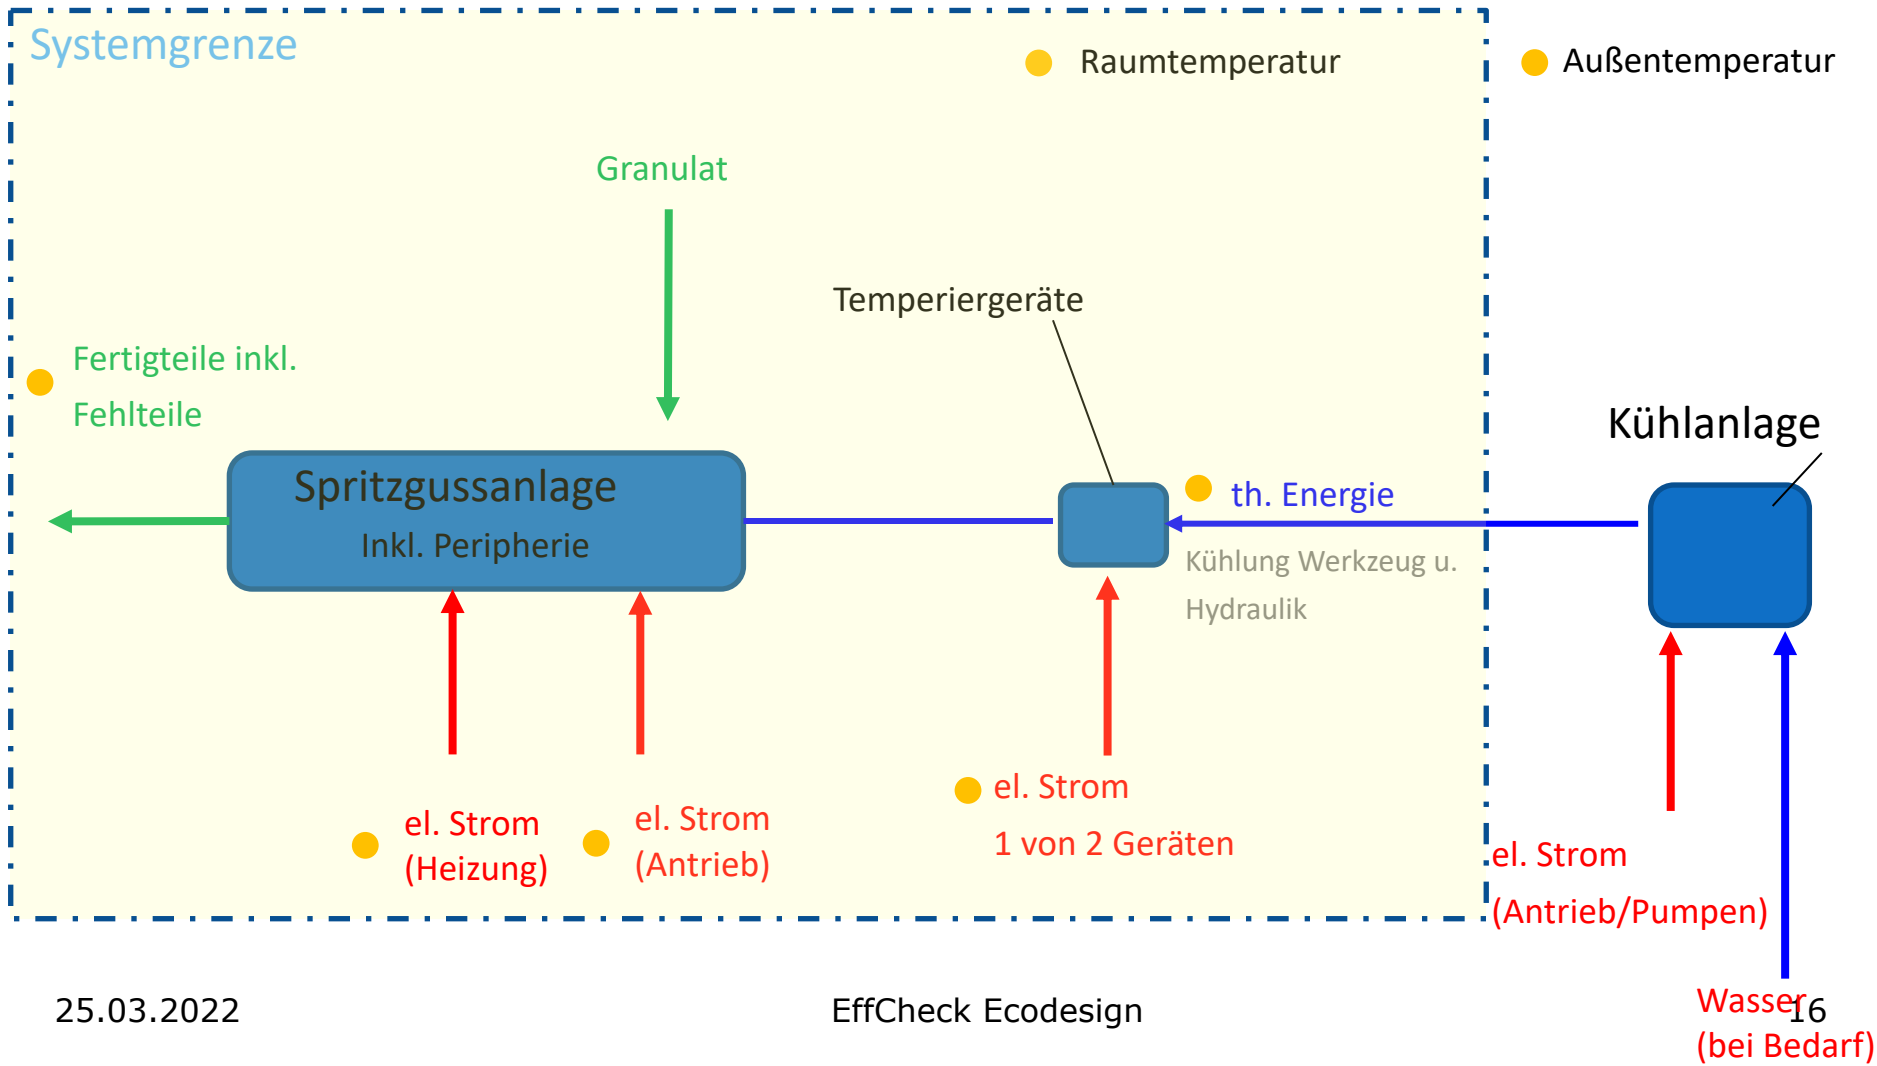 Systemgrenze
Raumtemperatur
Außentemperatur
Granulat
Temperiergeräte
Fertigteile inkl.
Fehlteile
Kühlanlage
Spritzgussanlage
Inkl. Peripherie
th. Energie
Kühlung Werkzeug u.
Hydraulik
el. Strom
(Heizung)
el. Strom
(Antrieb)
el. Strom
1 von 2 Geräten
el. Strom
(Antrieb/Pumpen)
Wasser
(bei Bedarf)
25.03.2022
EffCheck Ecodesign
16